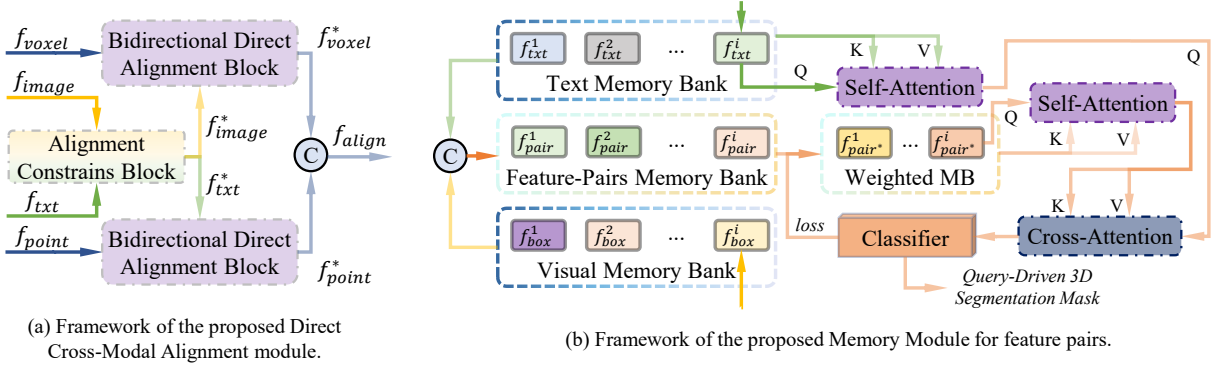 f_voxel
Bidirectional Direct
Alignment Block
f*_voxel
f_image
Alignment
Constrains Block
f*_image
f*_txt
C
f_align
f_txt
f_point
Bidirectional Direct
Alignment Block
f*_point
(a) Framework of the proposed Direct
Cross-Modal Alignment module.
f^1_txt f^2_txt ... f^i_txt
Text Memory Bank
K V
Q
Self-Attention
Q
Self-Attention
Q
K V
C
f^1_pair f^2_pair ... f^i_pair
Feature-Pairs Memory Bank
f^1_pair* ... f^i_pair*
Weighted MB
f^1_box f^2_box ... f^i_box
Visual Memory Bank
loss
Classifier
K V
Cross-Attention
Query-Driven 3D
Segmentation Mask
(b) Framework of the proposed Memory Module for feature pairs.